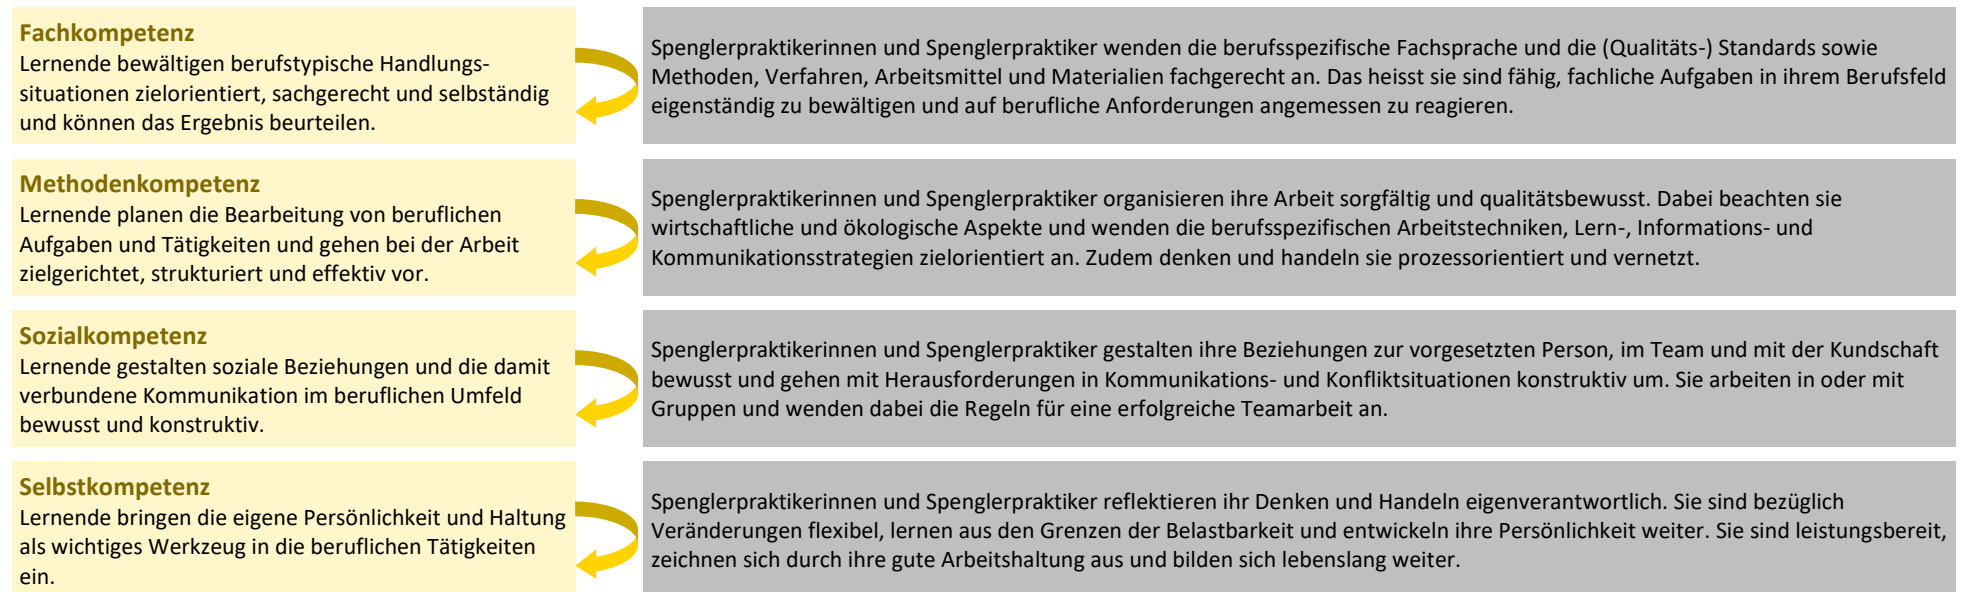 Fachkompetenz
Lernende bewältigen berufstypische Handlungs-
situationen zielorientiert, sachgerecht und selbständig
und können das Ergebnis beurteilen.
Spenglerpraktikerinnen und Spenglerpraktiker wenden die berufsspezifische Fachsprache und die (Qualitäts-) Standards sowie
Methoden, Verfahren, Arbeitsmittel und Materialien fachgerecht an. Das heisst sie sind fähig, fachliche Aufgaben in ihrem Berufsfeld
eigenständig zu bewältigen und auf berufliche Anforderungen angemessen zu reagieren.
Methodenkompetenz
Lernende planen die Bearbeitung von beruflichen
Aufgaben und Tätigkeiten und gehen bei der Arbeit
zielgerichtet, strukturiert und effektiv vor.
Spenglerpraktikerinnen und Spenglerpraktiker organisieren ihre Arbeit sorgfältig und qualitätsbewusst. Dabei beachten sie
wirtschaftliche und ökologische Aspekte und wenden die berufsspezifischen Arbeitstechniken, Lern-, Informations- und
Kommunikationsstrategien zielorientiert an. Zudem denken und handeln sie prozessorientiert und vernetzt.
Sozialkompetenz
Lernende gestalten soziale Beziehungen und die damit
verbundene Kommunikation im beruflichen Umfeld
bewusst und konstruktiv.
Spenglerpraktikerinnen und Spenglerpraktiker gestalten ihre Beziehungen zur vorgesetzten Person, im Team und mit der Kundschaft
bewusst und gehen mit Herausforderungen in Kommunikations- und Konfliktsituationen konstruktiv um. Sie arbeiten in oder mit
Gruppen und wenden dabei die Regeln für eine erfolgreiche Teamarbeit an.
Selbstkompetenz
Lernende bringen die eigene Persönlichkeit und Haltung
als wichtiges Werkzeug in die beruflichen Tätigkeiten
ein.
Spenglerpraktikerinnen und Spenglerpraktiker reflektieren ihr Denken und Handeln eigenverantwortlich. Sie sind bezüglich
Veränderungen flexibel, lernen aus den Grenzen der Belastbarkeit und entwickeln ihre Persönlichkeit weiter. Sie sind leistungsbereit,
zeichnen sich durch ihre gute Arbeitshaltung aus und bilden sich lebenslang weiter.